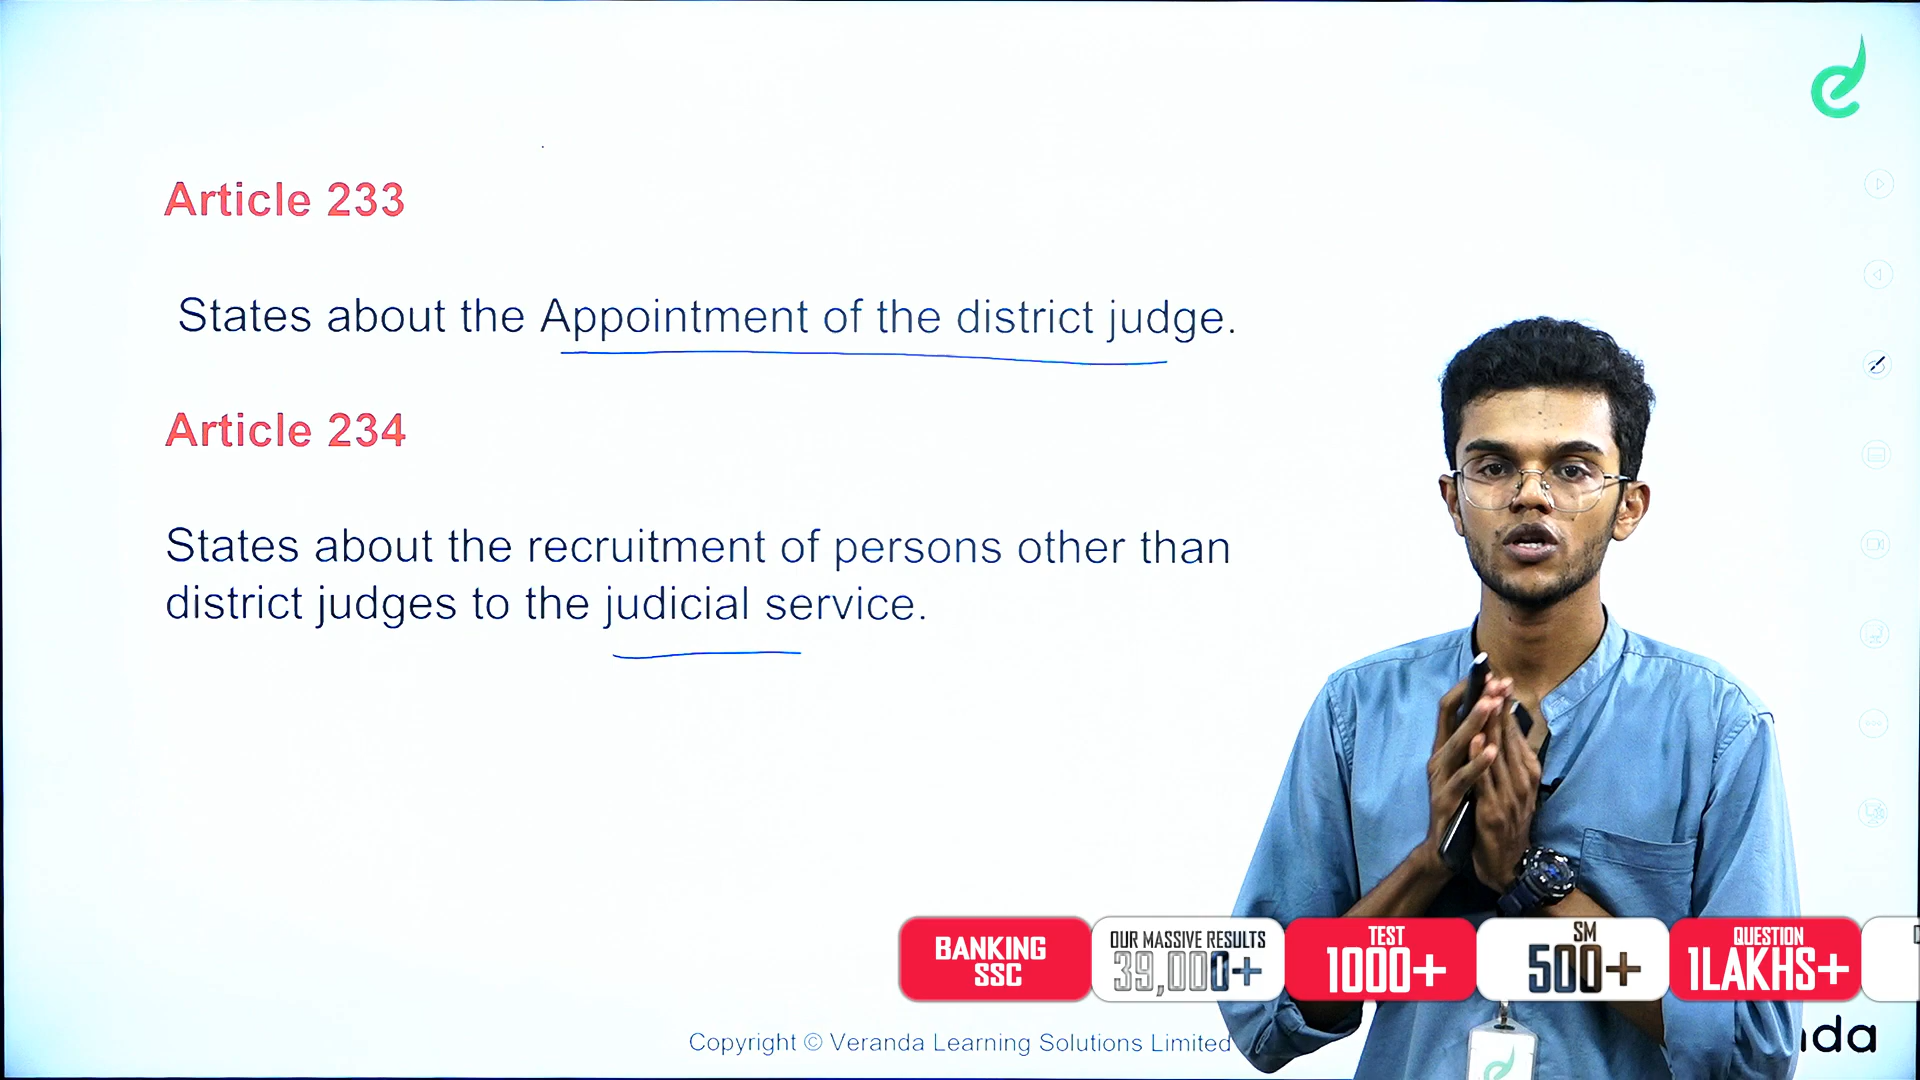 Article 233
States about the Appointment of the district judge.
Article 234
States about the recruitment of persons other than
district judges to the judicial service.
BANKING
SSC
OUR MASSIVE RESULTS
39,000+
TEST
1000+
SM
500+
QUESTION
1LAKHS+
Copyright © Veranda Learning Solutions Limited
nda